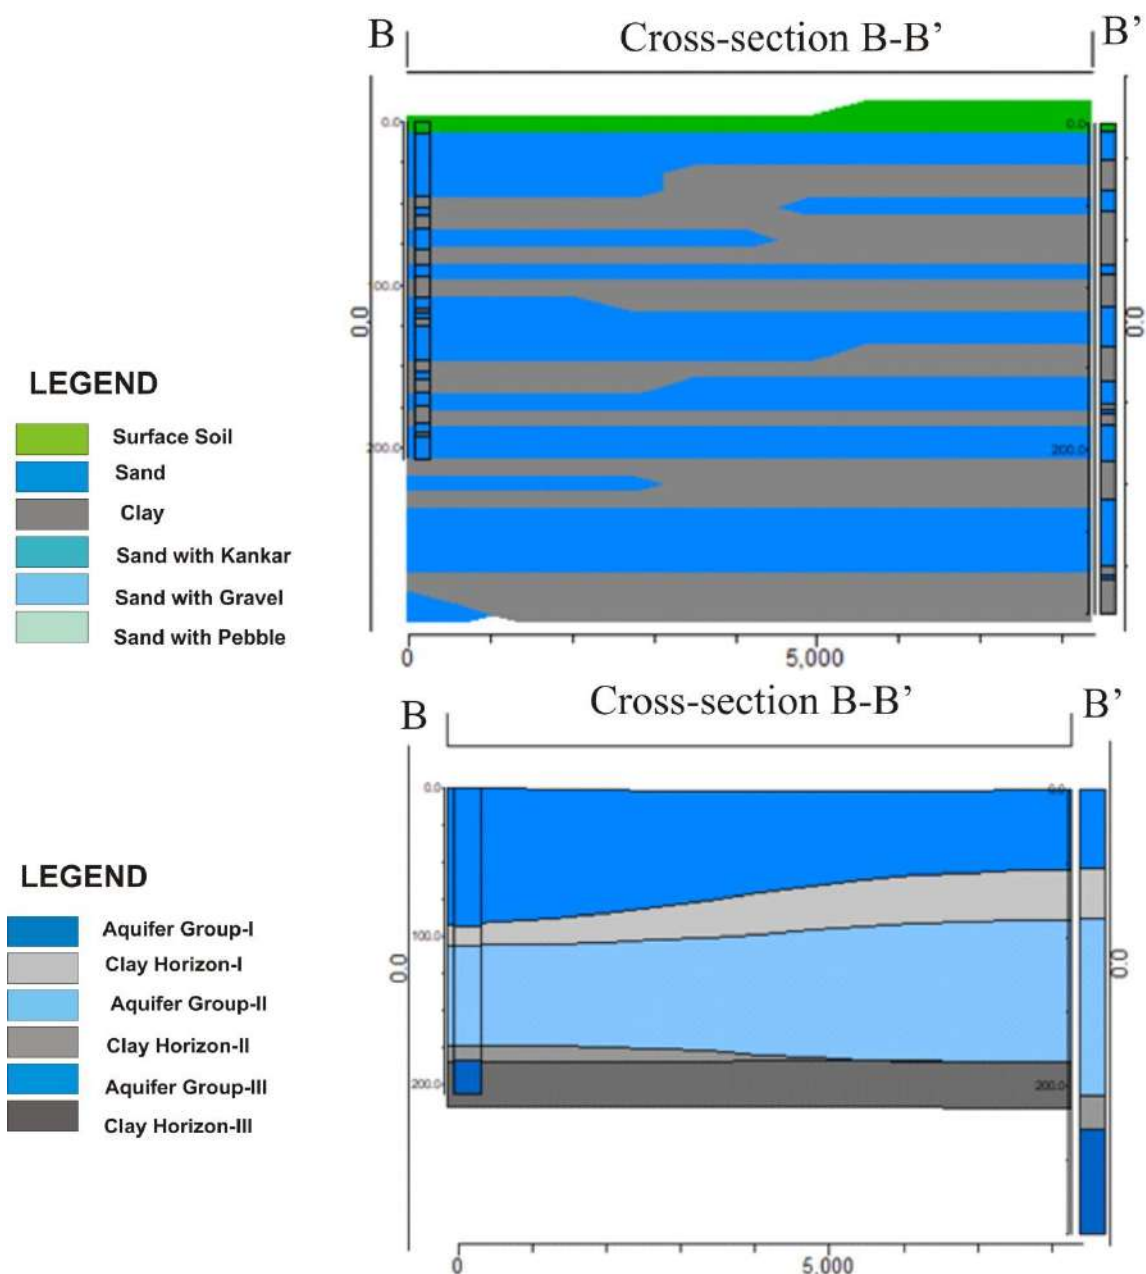 B
Cross-section B-B’
B’
0.0
0.0
100.0
0.0
0.0
200.0
200.0
0
5,000
LEGEND
Surface Soil
Sand
Clay
Sand with Kankar
Sand with Gravel
Sand with Pebble
B
Cross-section B-B’
B’
0.0
0.0
100.0
0.0
0.0
200.0
200.0
0
5,000
LEGEND
Aquifer Group-I
Clay Horizon-I
Aquifer Group-II
Clay Horizon-II
Aquifer Group-III
Clay Horizon-III